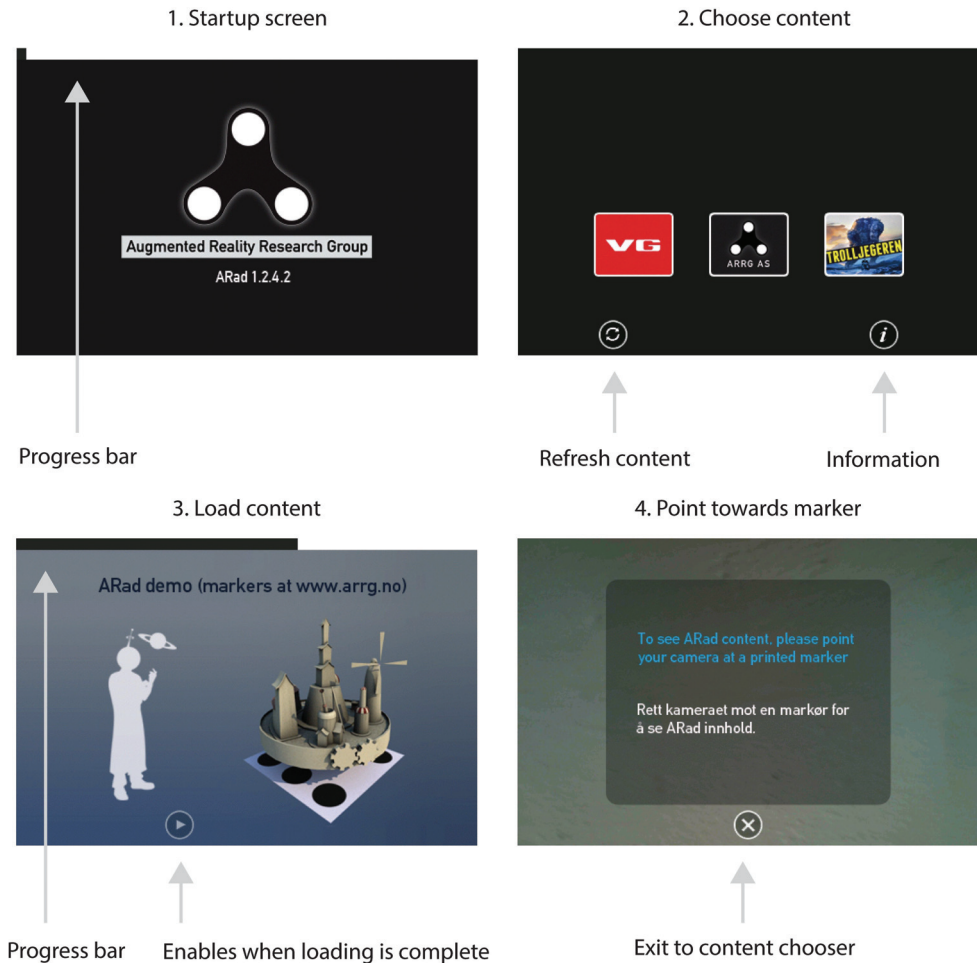 1. Startup screen
2. Choose content
Augmented Reality Research Group
ARad 1.2.4.2
VG
ARRG AS
TROLLJEGEREN
i
Progress bar
Refresh content
Information
3. Load content
4. Point towards marker
ARad demo (markers at www.arrg.no)
To see ARad content, please point
your camera at a printed marker
Rett kameraet mot en markør for
å se ARad innhold.
Progress bar
Enables when loading is complete
Exit to content chooser